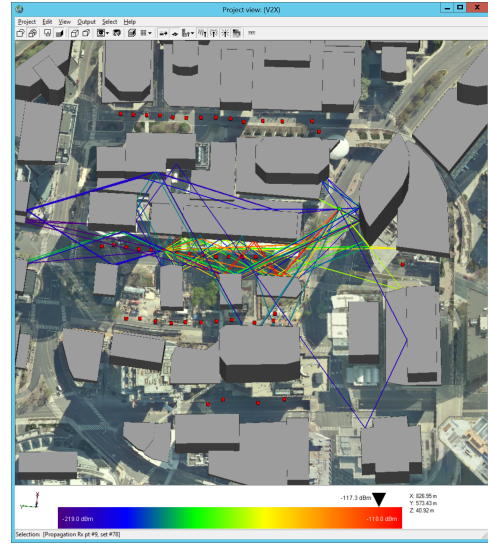 Project view: (V2X)
Project Edit View Output Select Help
-117.3 dBm
-219.0 dBm
-110.0 dBm
X: 826.95 m
Y: 573.43 m
Z: 40.92 m
Selection: [Propagation Rx pt #9, set #78]